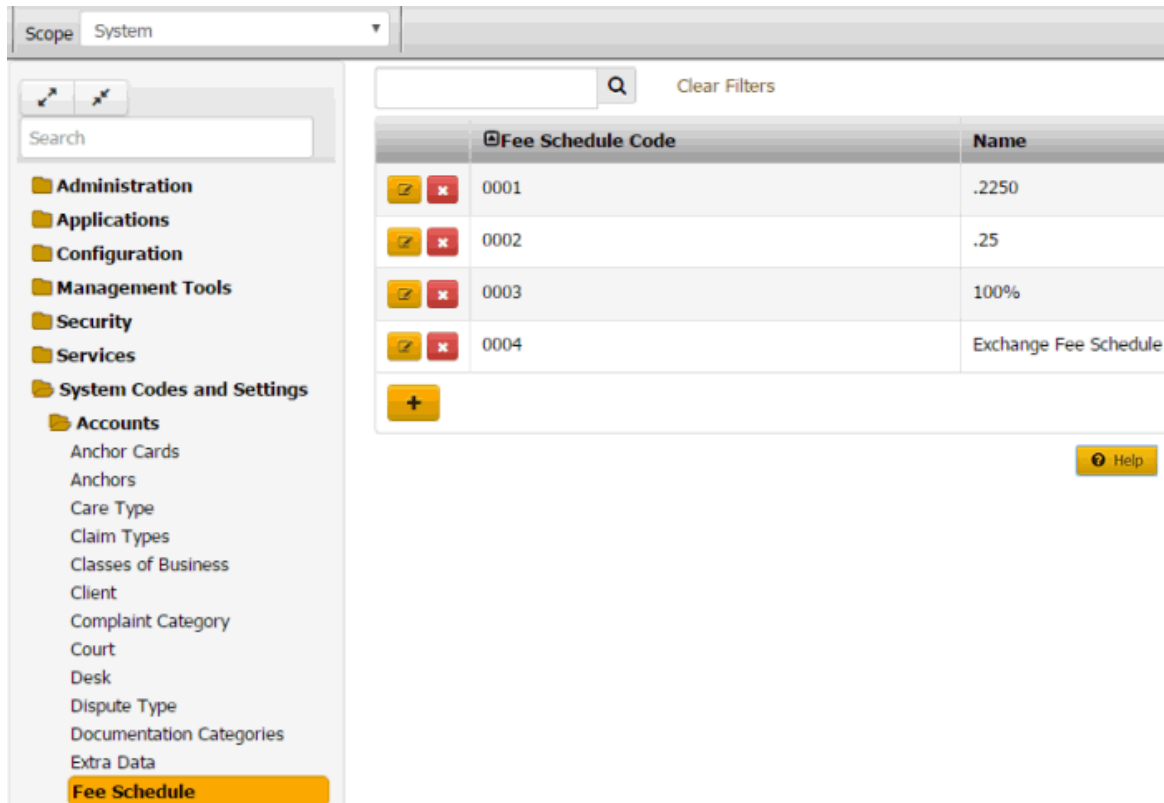 Scope System
Clear Filters
Search
Fee Schedule Code Name
0001 .2250
0002 .25
0003 100%
0004 Exchange Fee Schedule
Help
Administration
Applications
Configuration
Management Tools
Security
Services
System Codes and Settings
Accounts
Anchor Cards
Anchors
Care Type
Claim Types
Classes of Business
Client
Complaint Category
Court
Desk
Dispute Type
Documentation Categories
Extra Data
Fee Schedule